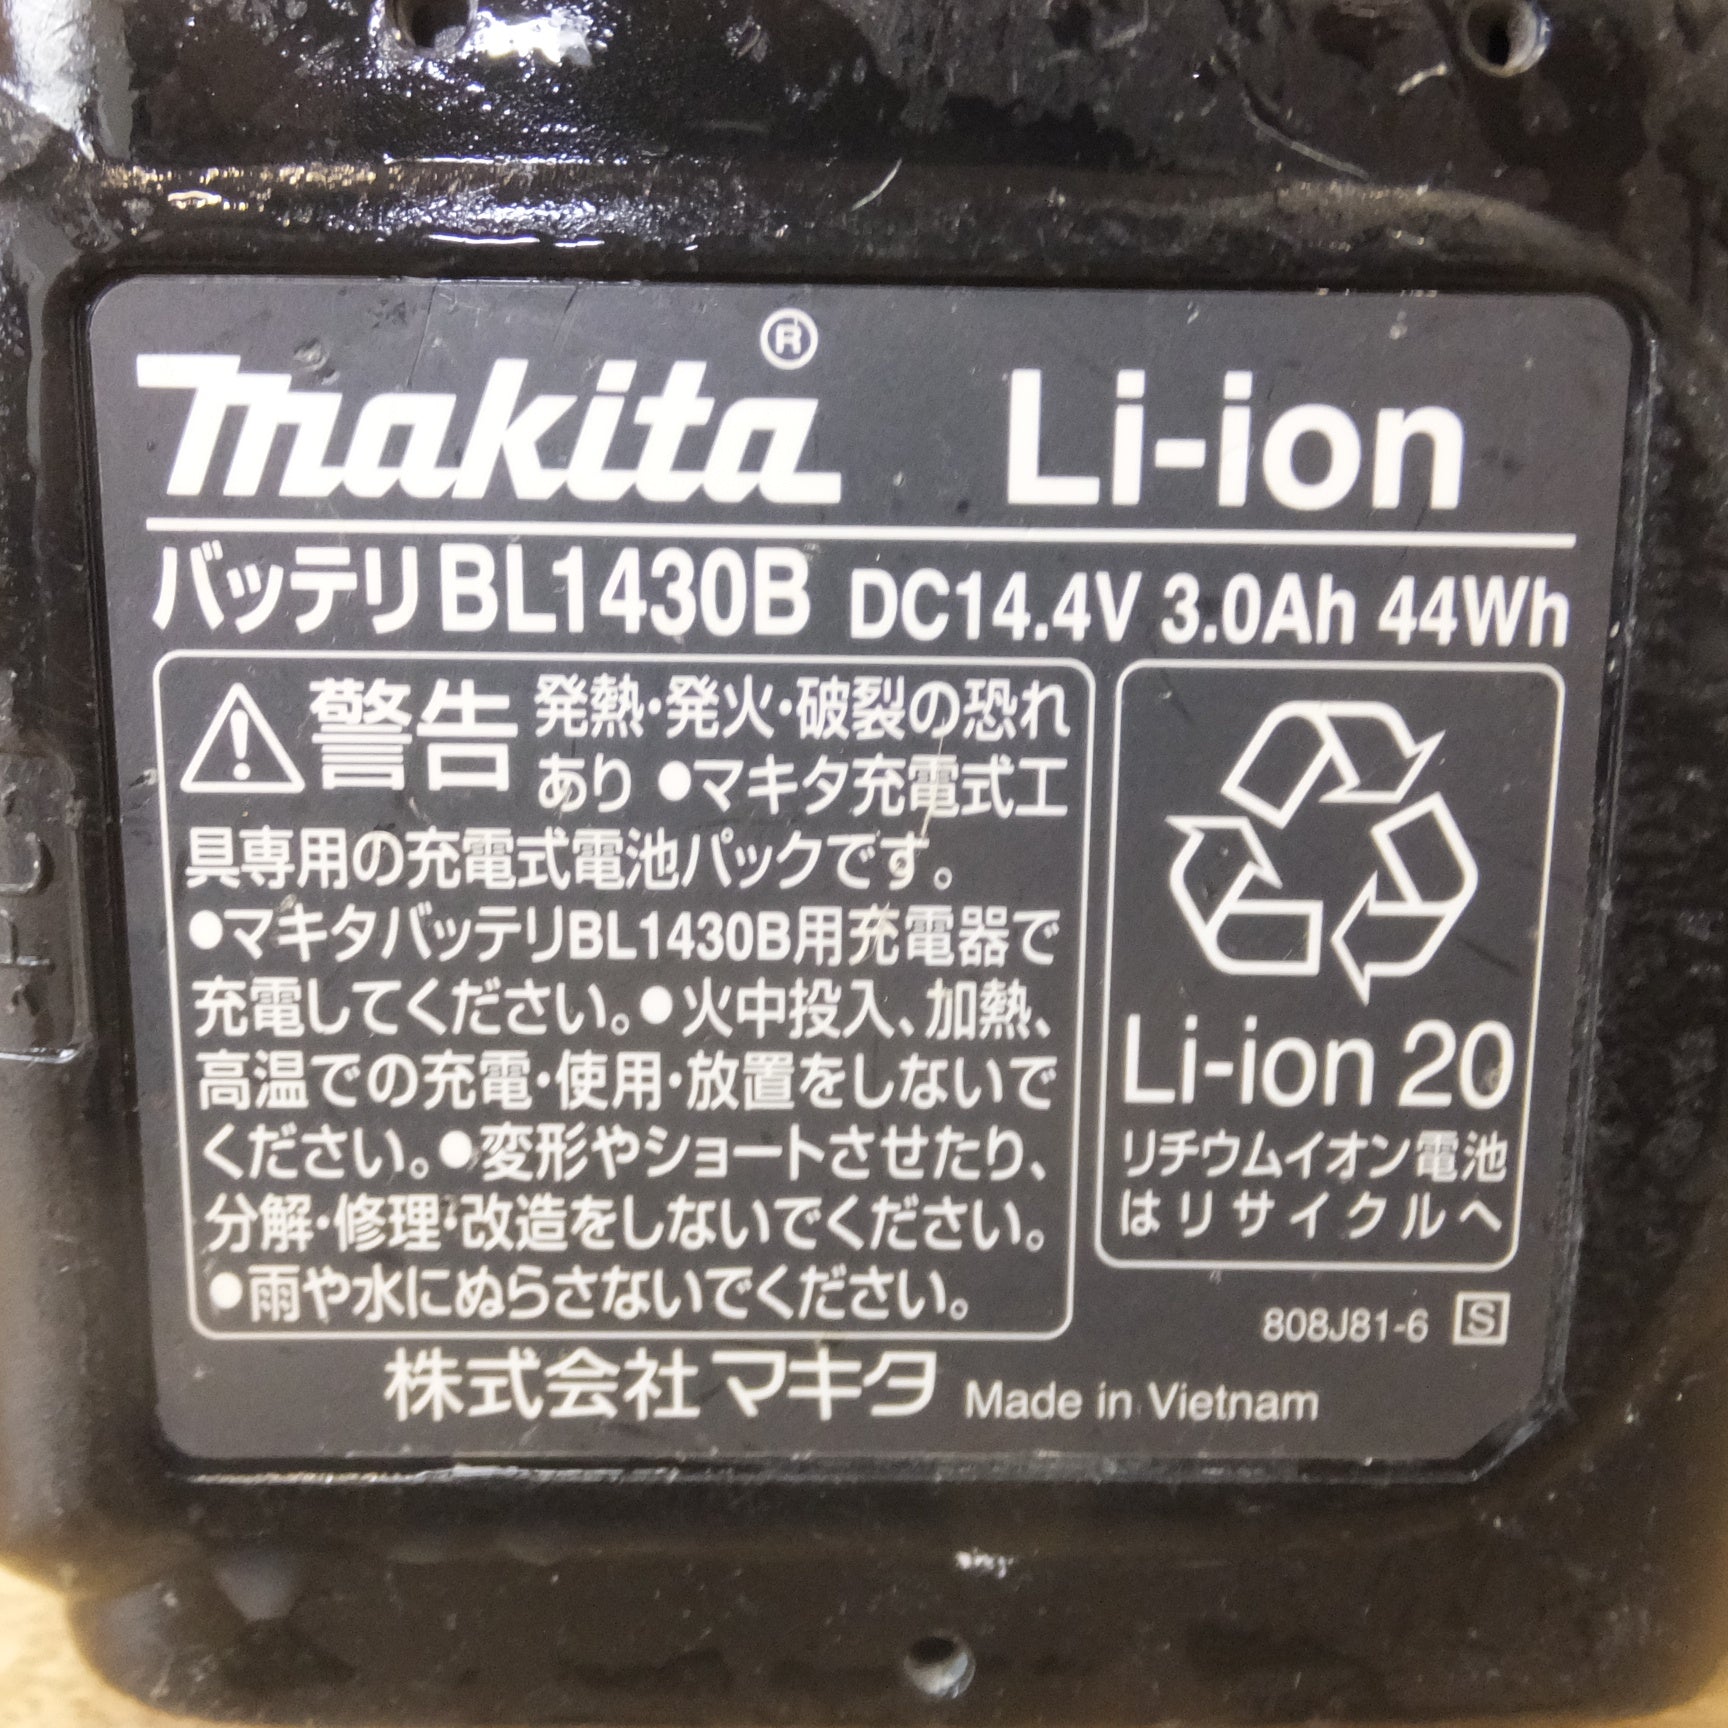 makita® Li-ion
バッテリBL1430B DC14.4V 3.0Ah 44Wh
警告 発熱・発火・破裂の恐れ
あり ●マキタ充電式工
具専用の充電式電池パックです。
●マキタバッテリBL1430B用充電器で
充電してください。●火中投入、加熱、
高温での充電・使用・放置をしないで
ください。●変形やショートさせたり、
分解・修理・改造をしないでください。
●雨や水にぬらさないでください。
Li-ion 20
リチウムイオン電池
はリサイクルへ
808J81-6 S
株式会社マキタ Made in Vietnam